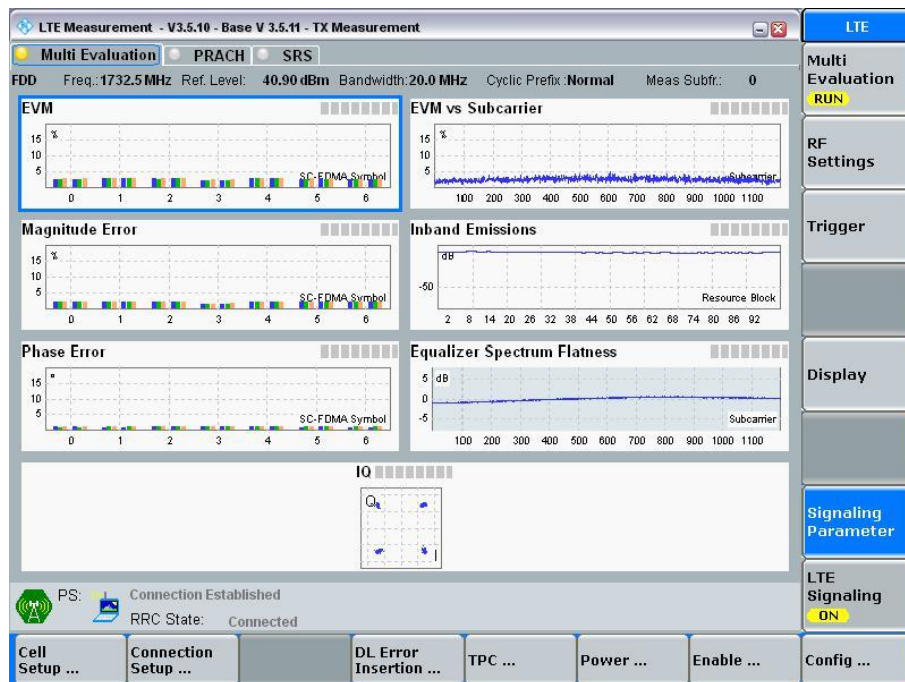 LTE Measurement - V3.5.10 - Base V 3.5.11 - TX Measurement
LTE
Multi Evaluation PRACH SRS
FDD Freq.: 1732.5 MHz Ref. Level: 40.90 dBm Bandwidth: 20.0 MHz Cyclic Prefix : Normal Meas Subfr.: 0
Multi
Evaluation
RUN
RF
Settings
Trigger
Display
Signaling
Parameter
LTE
Signaling
ON
EVM
%
15
10
5
SC-FDMA Symbol
0 1 2 3 4 5 6
EVM vs Subcarrier
%
15
10
5
Subcarrier
100 200 300 400 500 600 700 800 900 1000 1100
Magnitude Error
%
15
10
5
SC-FDMA Symbol
0 1 2 3 4 5 6
Inband Emissions
dB
-50
Resource Block
2 8 14 20 26 32 38 44 50 56 62 68 74 80 86 92
Phase Error
°
15
10
5
SC-FDMA Symbol
0 1 2 3 4 5 6
Equalizer Spectrum Flatness
5 dB
0
-5
Subcarrier
100 200 300 400 500 600 700 800 900 1000 1100
IQ
Q
I
PS: Connection Established
RRC State: Connected
Cell
Setup ...
Connection
Setup ...
DL Error
Insertion ...
TPC ...
Power ...
Enable ...
Config ...